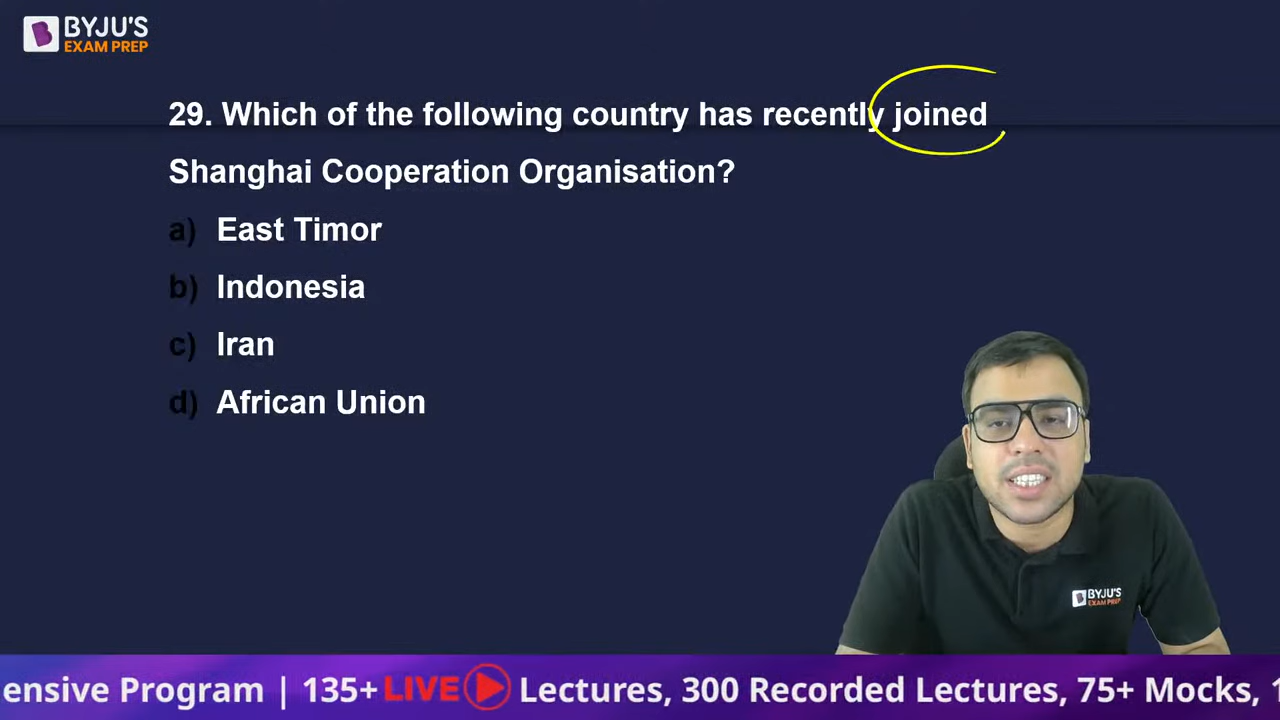 BYJU'S
EXAM PREP
29. Which of the following country has recently joined
Shanghai Cooperation Organisation?
a) East Timor
b) Indonesia
c) Iran
d) African Union
BYJU'S
EXAM PREP
ensive Program | 135+ LIVE Lectures, 300 Recorded Lectures, 75+ Mocks, 1